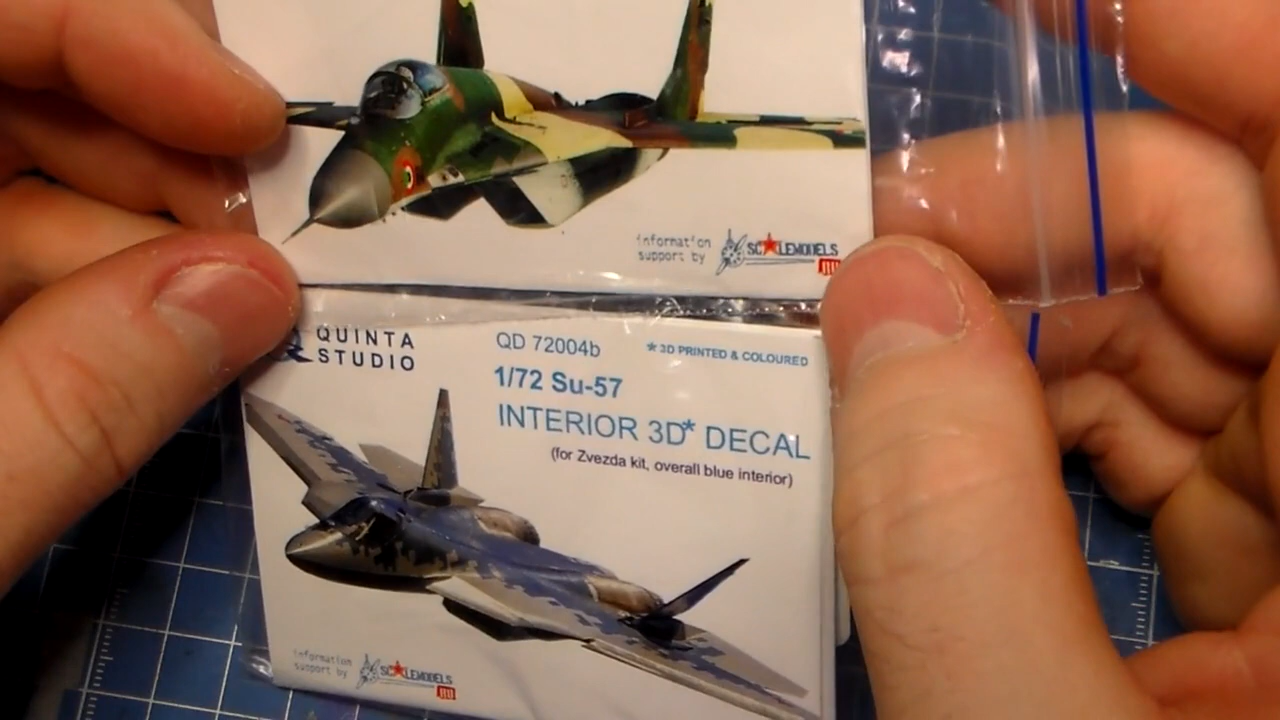 information
support by
SCALEMODELS
QUINTA
STUDIO
QD 72004b
*3D PRINTED & COLOURED
1/72 Su-57
INTERIOR 3D* DECAL
(for Zvezda kit, overall blue interior)
information
support by
SCALEMODELS